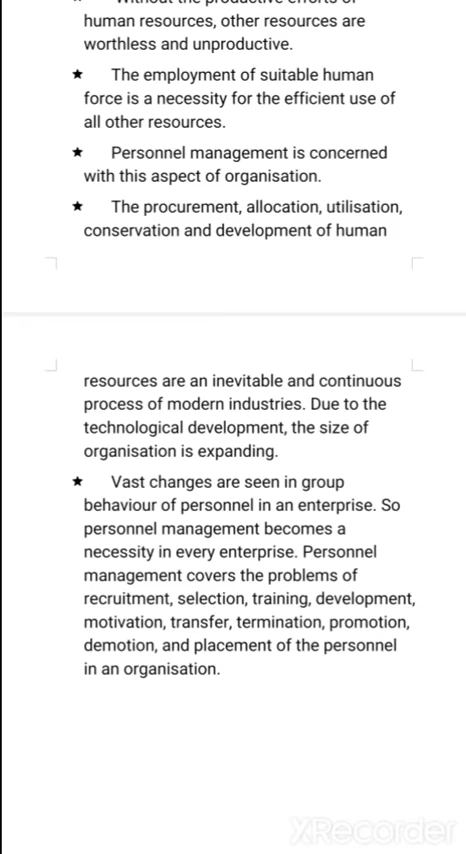 Without the productive efforts of
human resources, other resources are
worthless and unproductive.
★ The employment of suitable human
force is a necessity for the efficient use of
all other resources.
★ Personnel management is concerned
with this aspect of organisation.
★ The procurement, allocation, utilisation,
conservation and development of human
resources are an inevitable and continuous
process of modern industries. Due to the
technological development, the size of
organisation is expanding.
★ Vast changes are seen in group
behaviour of personnel in an enterprise. So
personnel management becomes a
necessity in every enterprise. Personnel
management covers the problems of
recruitment, selection, training, development,
motivation, transfer, termination, promotion,
demotion, and placement of the personnel
in an organisation.
XRecorder